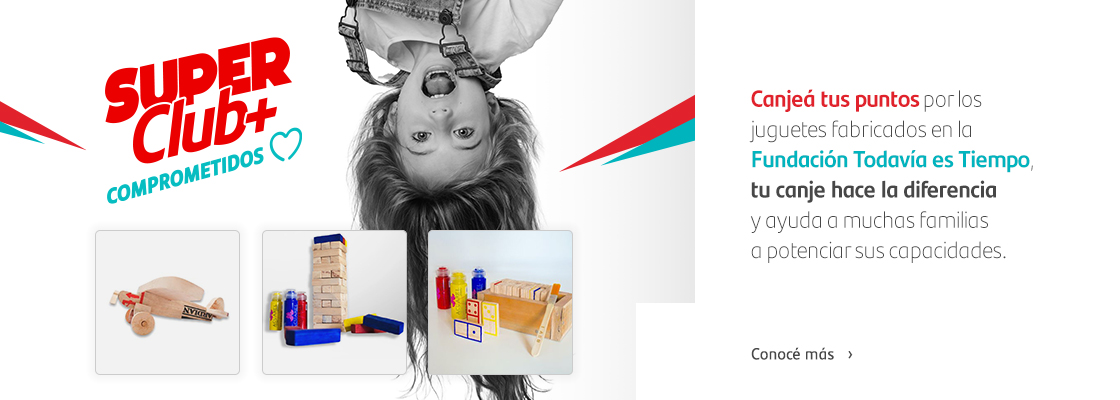 SUPER
Club+
COMPROMETIDOS
Canjeá tus puntos por los
juguetes fabricados en la
Fundación Todavía es Tiempo,
tu canje hace la diferencia
y ayuda a muchas familias
a potenciar sus capacidades.
Conocé más ›